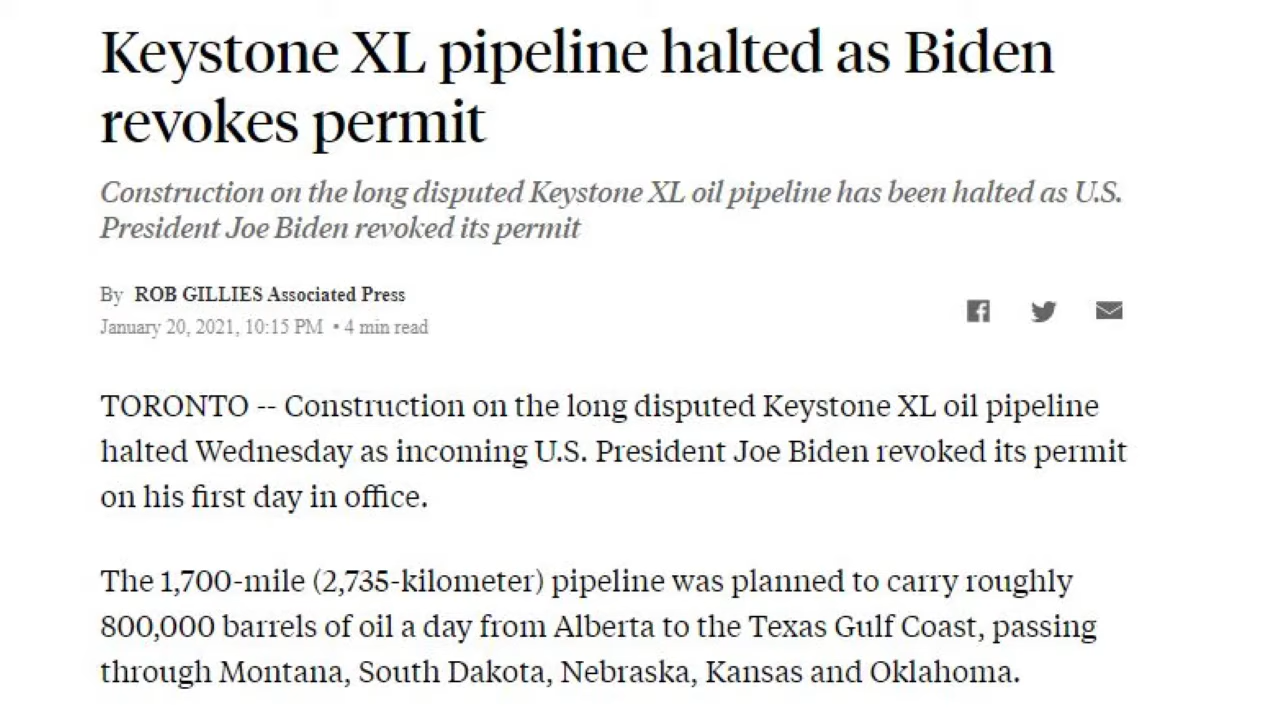 Keystone XL pipeline halted as Biden
revokes permit
Construction on the long disputed Keystone XL oil pipeline has been halted as U.S.
President Joe Biden revoked its permit
By ROB GILLIES Associated Press
January 20, 2021, 10:15 PM • 4 min read
TORONTO -- Construction on the long disputed Keystone XL oil pipeline
halted Wednesday as incoming U.S. President Joe Biden revoked its permit
on his first day in office.
The 1,700-mile (2,735-kilometer) pipeline was planned to carry roughly
800,000 barrels of oil a day from Alberta to the Texas Gulf Coast, passing
through Montana, South Dakota, Nebraska, Kansas and Oklahoma.